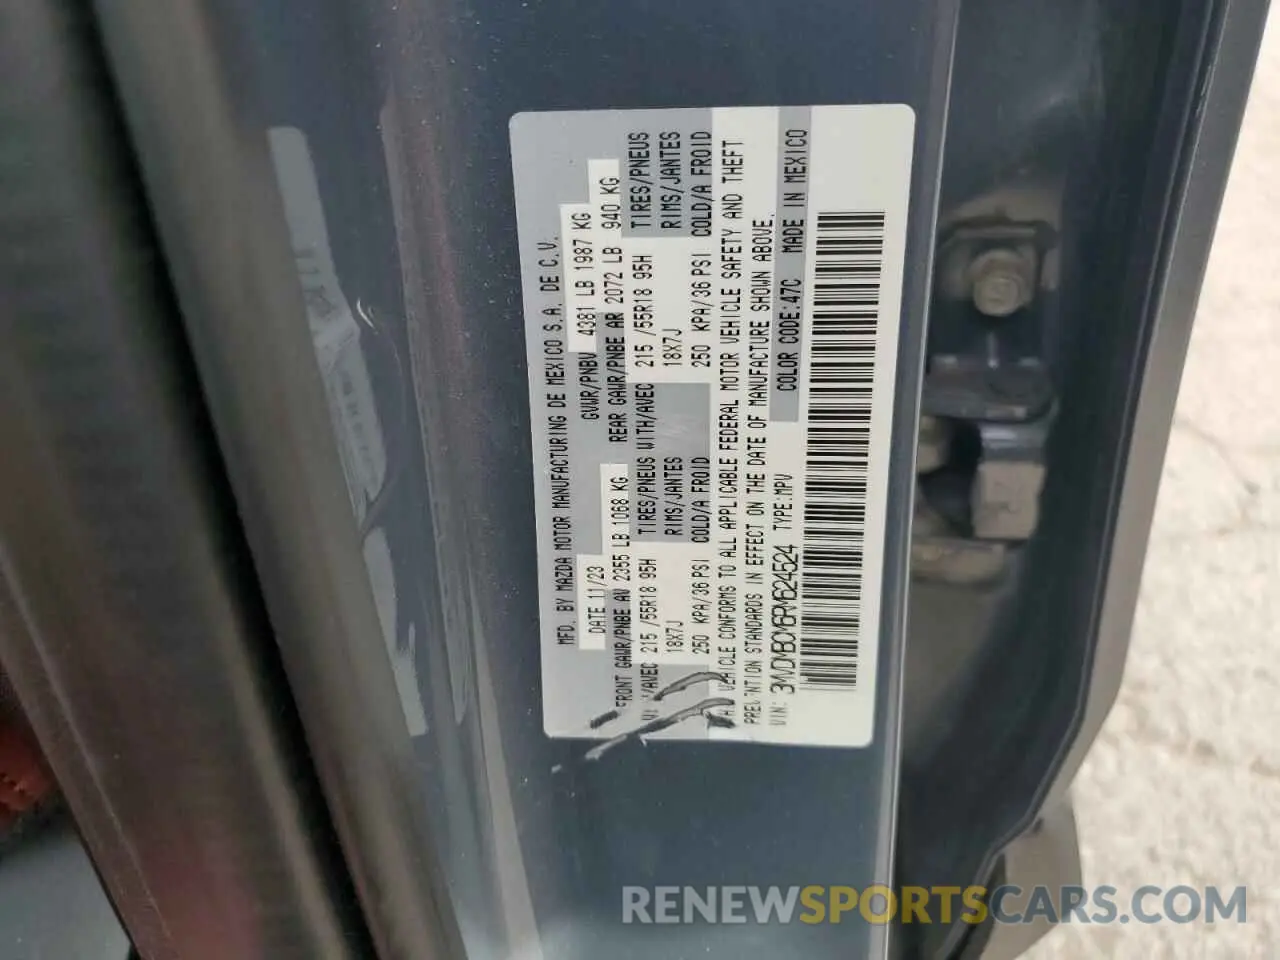 MFD. BY MAZDA MOTOR MANUFACTURING DE MEXICO S.A. DE C.V.
DATE 11/23 GVWR/PNBV 4381 LB 1987 KG
FRONT GAWR/PNBE AV 2355 LB 1068 KG REAR GAWR/PNBE AR 2072 LB 940 KG
/AVEC 215 /55R18 95H TIRES/PNEUS WITH/AVEC 215 /55R18 95H TIRES/PNEUS
18X7J RIMS/JANTES 18X7J RIMS/JANTES
250 KPA/36 PSI COLD/A FROID 250 KPA/36 PSI COLD/A FROID
VEHICLE CONFORMS TO ALL APPLICABLE FEDERAL MOTOR VEHICLE SAFETY AND THEFT
STANDARDS IN EFFECT ON THE DATE OF MANUFACTURE SHOWN ABOVE.
VIN: 3MVDMBCM6RM624524 TYPE:MPV COLOR CODE:47C MADE IN MEXICO
RENEWSPORTSCARS.COM